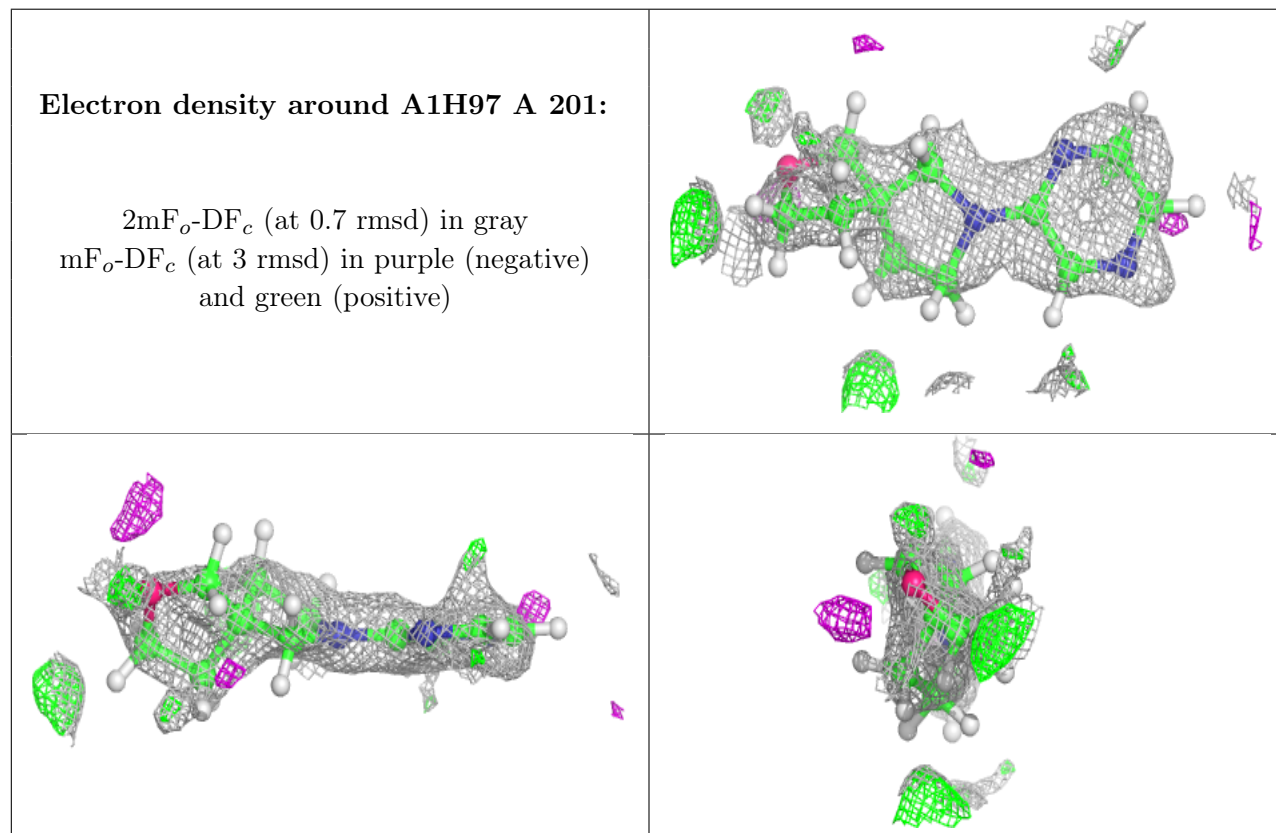 Electron density around A1H97 A 201:
2mFo-DFc (at 0.7 rmsd) in gray
mFo-DFc (at 3 rmsd) in purple (negative)
and green (positive)